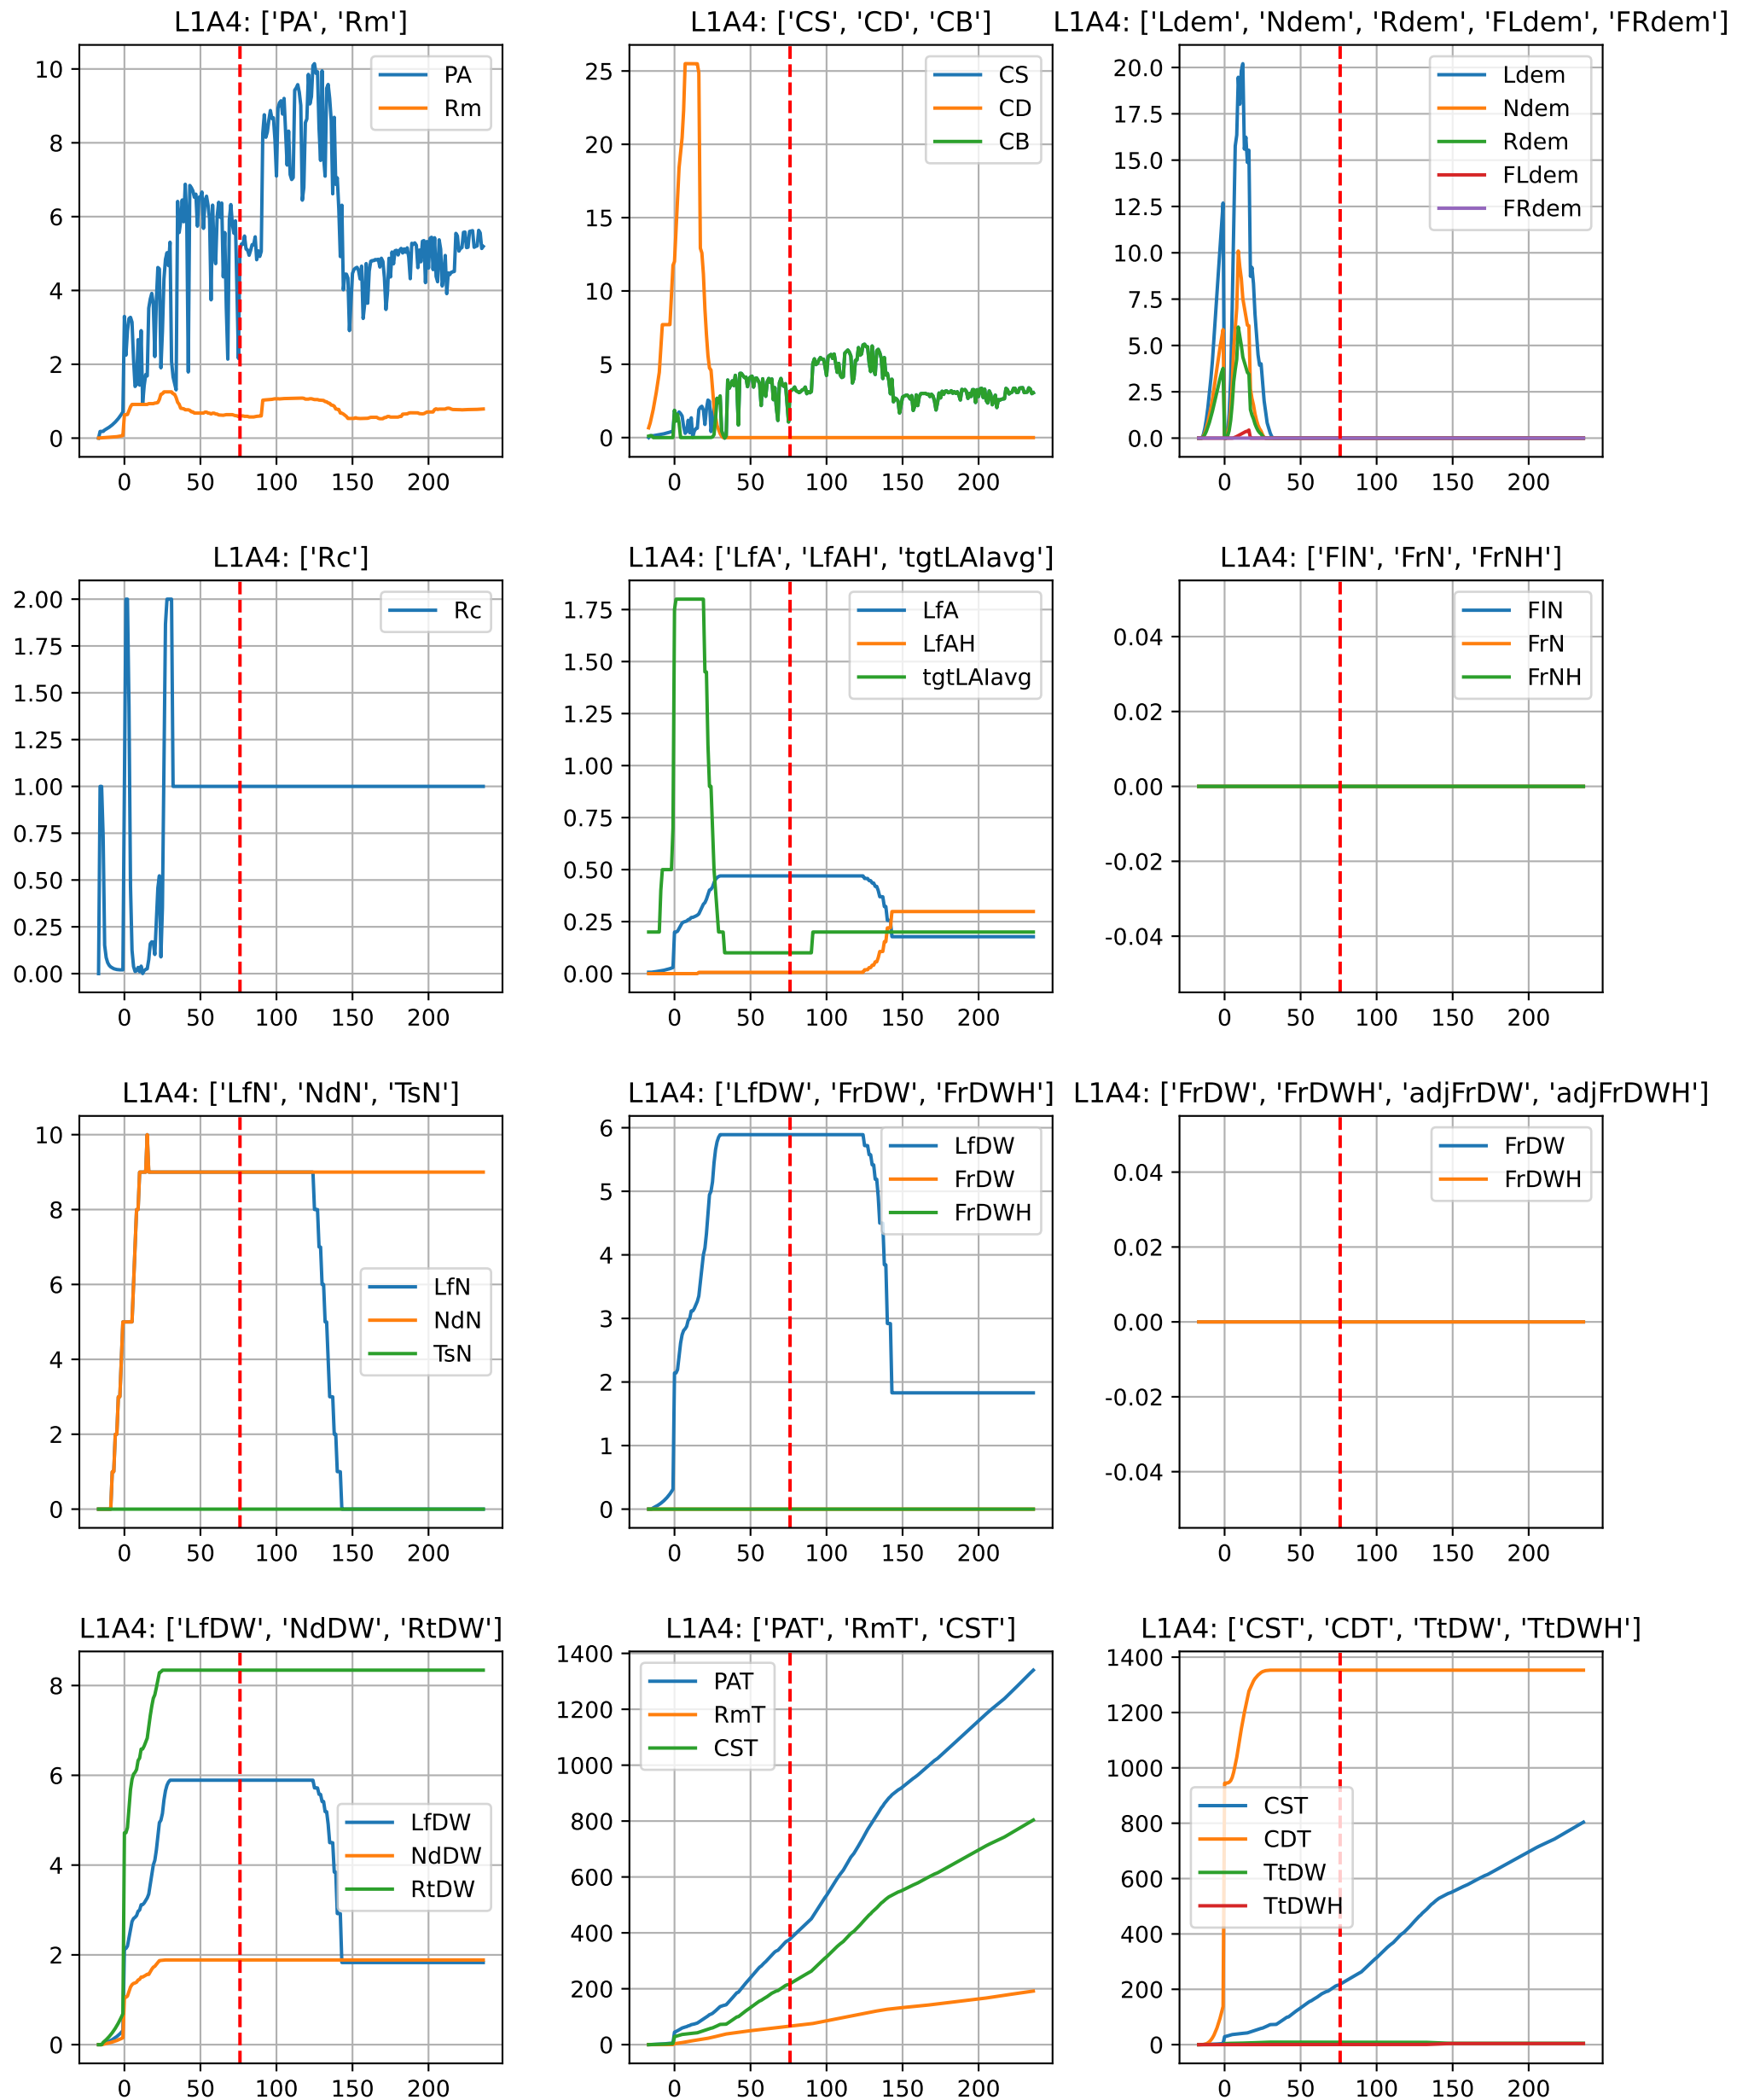 L1A4: ['PA', 'Rm']
10
8
6
4
2
0
0 50 100 150 200
PA
Rm
L1A4: ['CS', 'CD', 'CB']
25
20
15
10
5
0
0 50 100 150 200
CS
CD
CB
L1A4: ['Ldem', 'Ndem', 'Rdem', 'FLdem', 'FRdem']
20.0
17.5
15.0
12.5
10.0
7.5
5.0
2.5
0.0
0 50 100 150 200
Ldem
Ndem
Rdem
FLdem
FRdem
L1A4: ['Rc']
2.00
1.75
1.50
1.25
1.00
0.75
0.50
0.25
0.00
0 50 100 150 200
Rc
L1A4: ['LfA', 'LfAH', 'tgtLAIavg']
1.75
1.50
1.25
1.00
0.75
0.50
0.25
0.00
0 50 100 150 200
LfA
LfAH
tgtLAIavg
L1A4: ['FlN', 'FrN', 'FrNH']
0.04
0.02
0.00
-0.02
-0.04
0 50 100 150 200
FlN
FrN
FrNH
L1A4: ['LfN', 'NdN', 'TsN']
10
8
6
4
2
0
0 50 100 150 200
LfN
NdN
TsN
L1A4: ['LfDW', 'FrDW', 'FrDWH']
6
5
4
3
2
1
0
0 50 100 150 200
LfDW
FrDW
FrDWH
L1A4: ['FrDW', 'FrDWH', 'adjFrDW', 'adjFrDWH']
0.04
0.02
0.00
-0.02
-0.04
0 50 100 150 200
FrDW
FrDWH
L1A4: ['LfDW', 'NdDW', 'RtDW']
8
6
4
2
0
0 50 100 150 200
LfDW
NdDW
RtDW
L1A4: ['PAT', 'RmT', 'CST']
1400
1200
1000
800
600
400
200
0
0 50 100 150 200
PAT
RmT
CST
L1A4: ['CST', 'CDT', 'TtDW', 'TtDWH']
1400
1200
1000
800
600
400
200
0
0 50 100 150 200
CST
CDT
TtDW
TtDWH